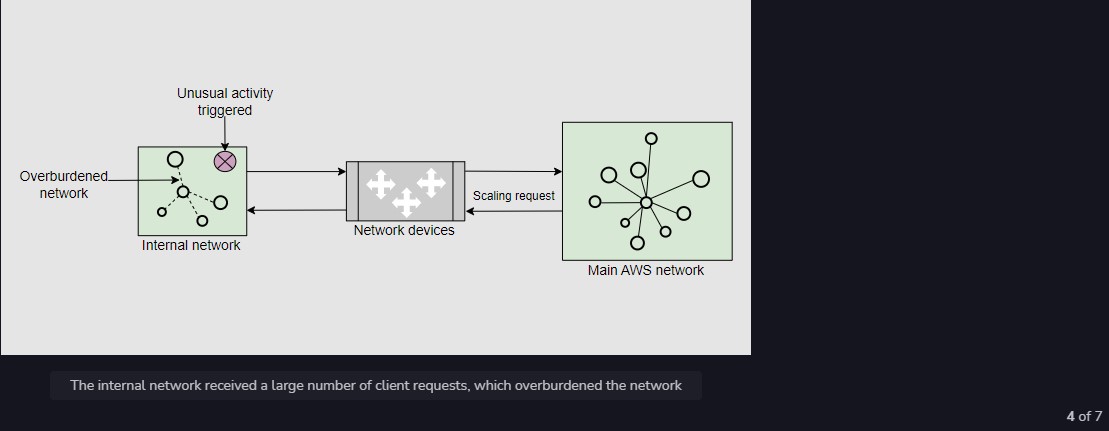 Unusual activity
triggered
Overburdened
network
Internal network
Network devices
Scaling request
Main AWS network
The internal network received a large number of client requests, which overburdened the network
4 of 7